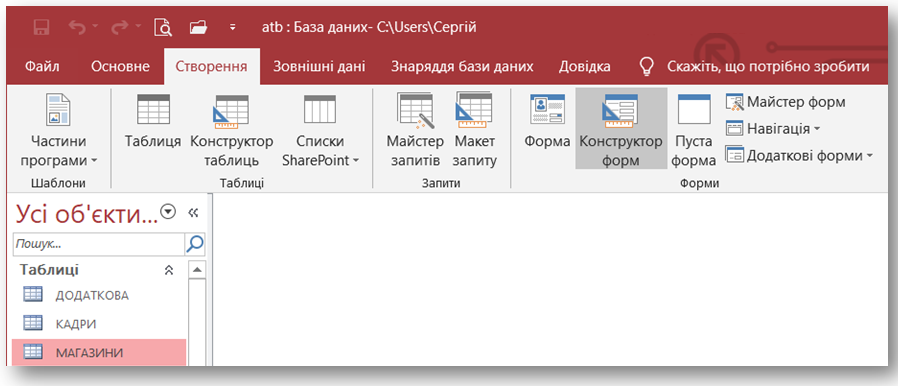 atb : База даних- C:\Users\Сергій
Файл Основне Створення Зовнішні дані Знаряддя бази даних Довідка Скажіть, що потрібно зробити
Частини програми
Шаблони
Таблиця
Конструктор таблиць
Списки SharePoint
Таблиці
Майстер запитів
Макет запиту
Запити
Форма
Конструктор форм
Пуста форма
Майстер форм
Навігація
Додаткові форми
Форми
Усі об'єкти...
Пошук...
Таблиці
ДОДАТКОВА
КАДРИ
МАГАЗИНИ